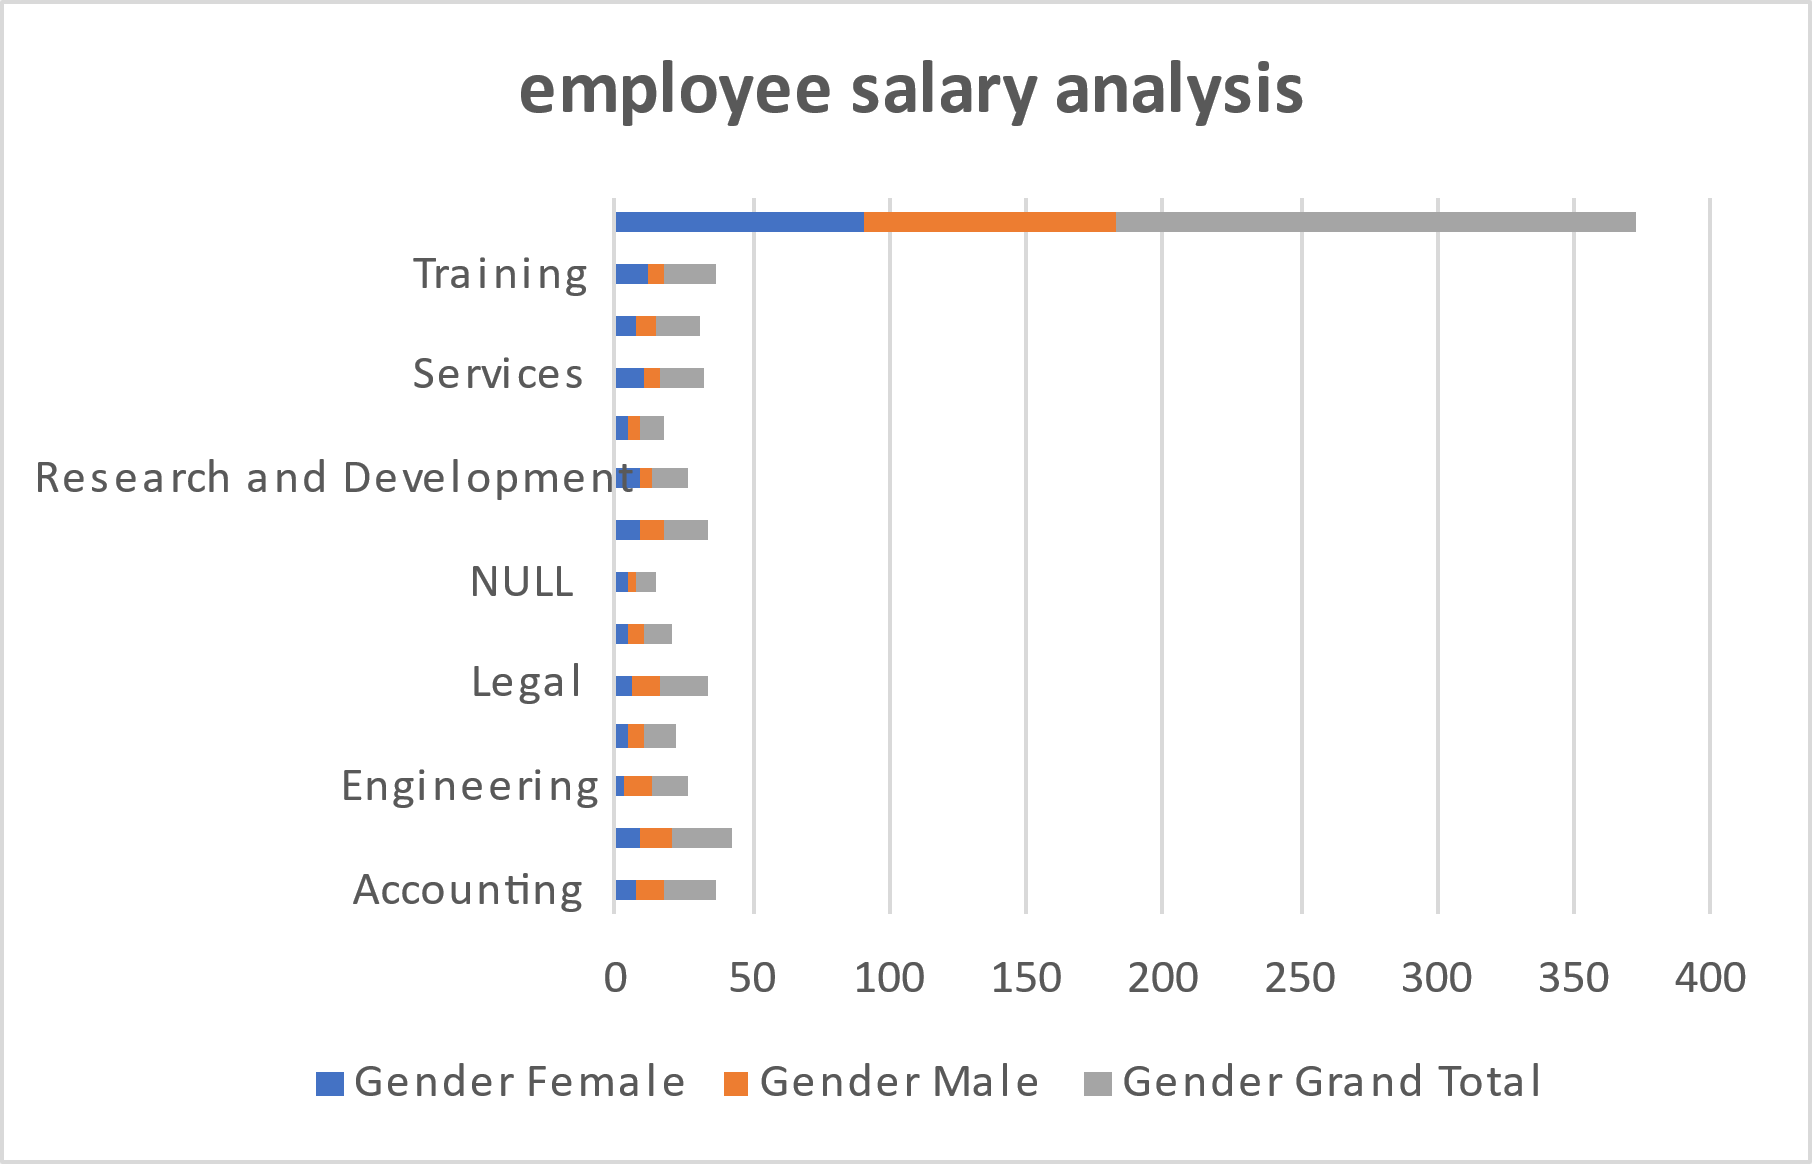 employee salary analysis
Training
Services
Research and Development
NULL
Legal
Engineering
Accounting
0 50 100 150 200 250 300 350 400
Gender Female Gender Male Gender Grand Total